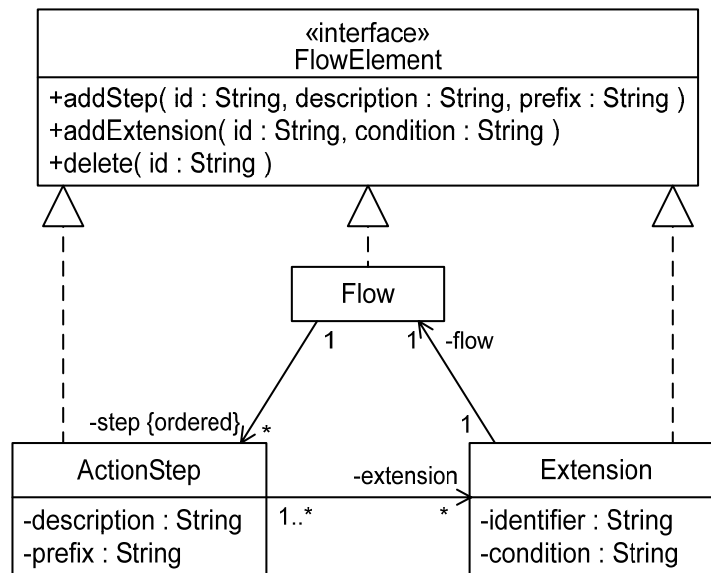 «interface»
FlowElement
+addStep( id : String, description : String, prefix : String )
+addExtension( id : String, condition : String )
+delete( id : String )
Flow
1
1
-flow
-step {ordered}
*
1
ActionStep
-description : String
-prefix : String
-extension
1..*
*
Extension
-identifier : String
-condition : String